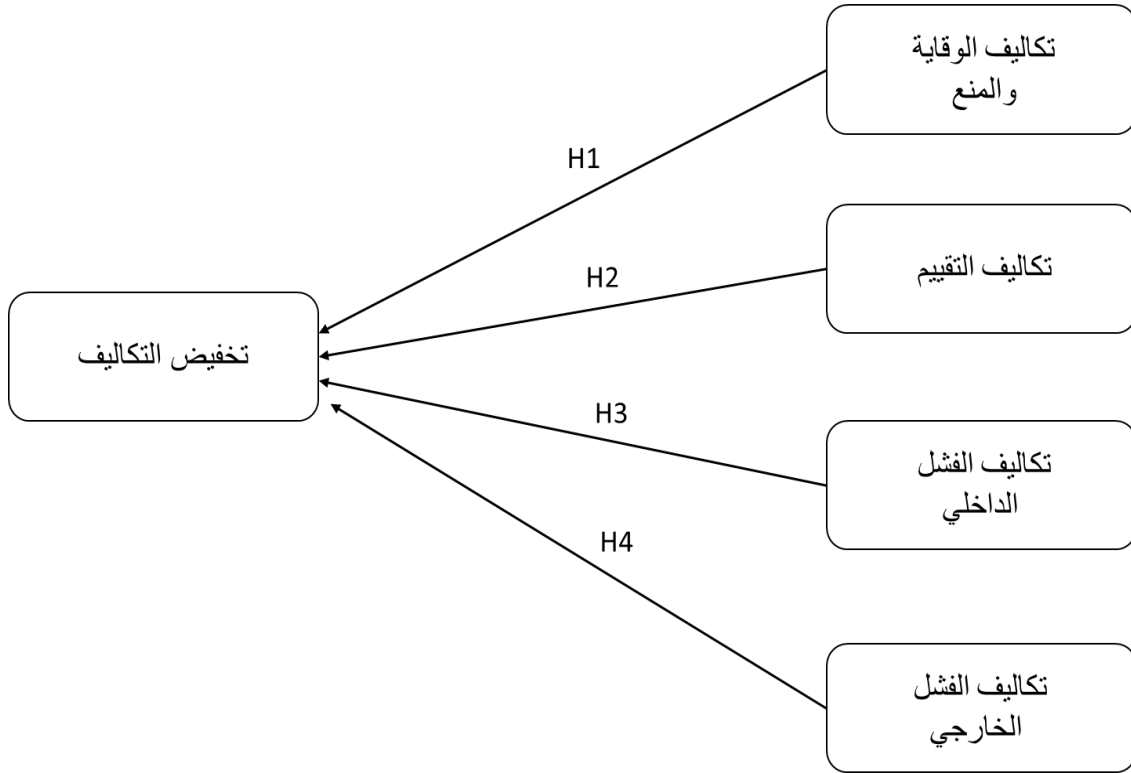 تكاليف الوقاية
والمنع
H1
تكاليف التقييم
H2
تخفيض التكاليف
H3
تكاليف الفشل
الداخلي
H4
تكاليف الفشل
الخارجي